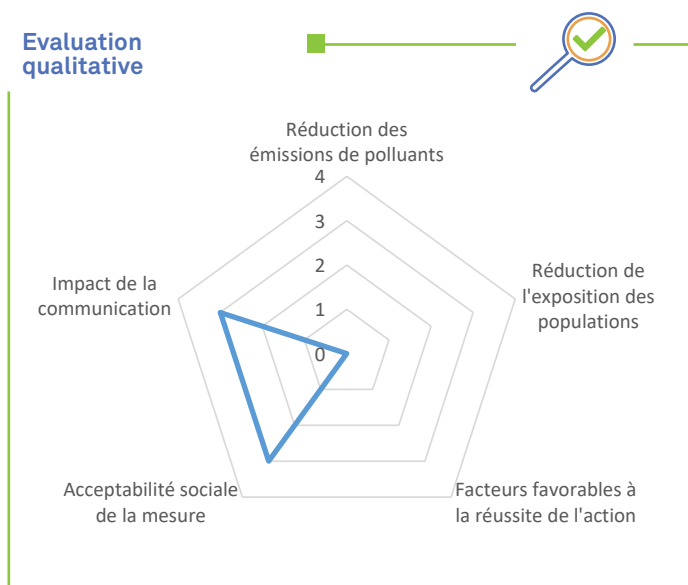 Evaluation
qualitative
Réduction des
émissions de polluants
4
3
2
1
0
Réduction de
l'exposition des
populations
Facteurs favorables à
la réussite de l'action
Acceptabilité sociale
de la mesure
Impact de la
communication